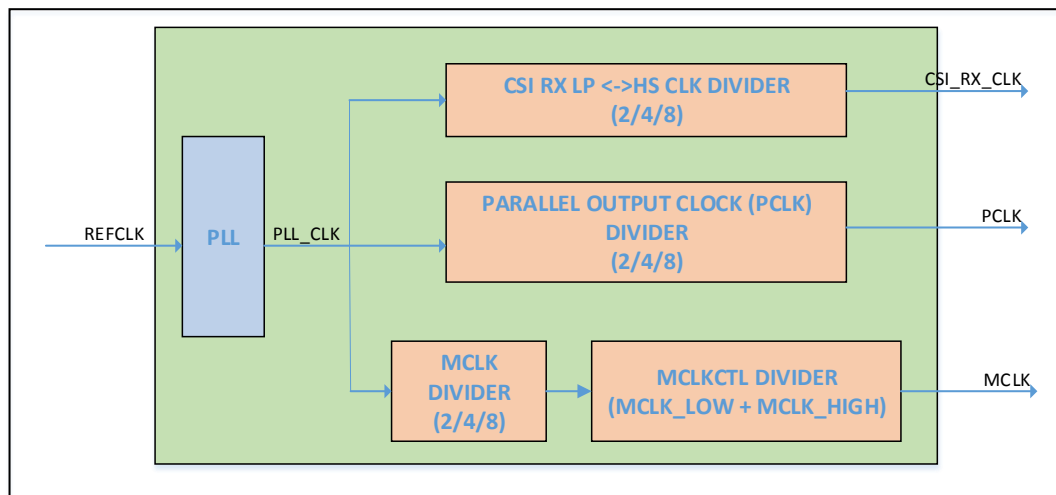 CSI RX LP <->HS CLK DIVIDER
(2/4/8)
CSI_RX_CLK
PARALLEL OUTPUT CLOCK (PCLK)
DIVIDER
(2/4/8)
PCLK
REFCLK
PLL
PLL_CLK
MCLK
DIVIDER
(2/4/8)
MCLKCTL DIVIDER
(MCLK_LOW + MCLK_HIGH)
MCLK